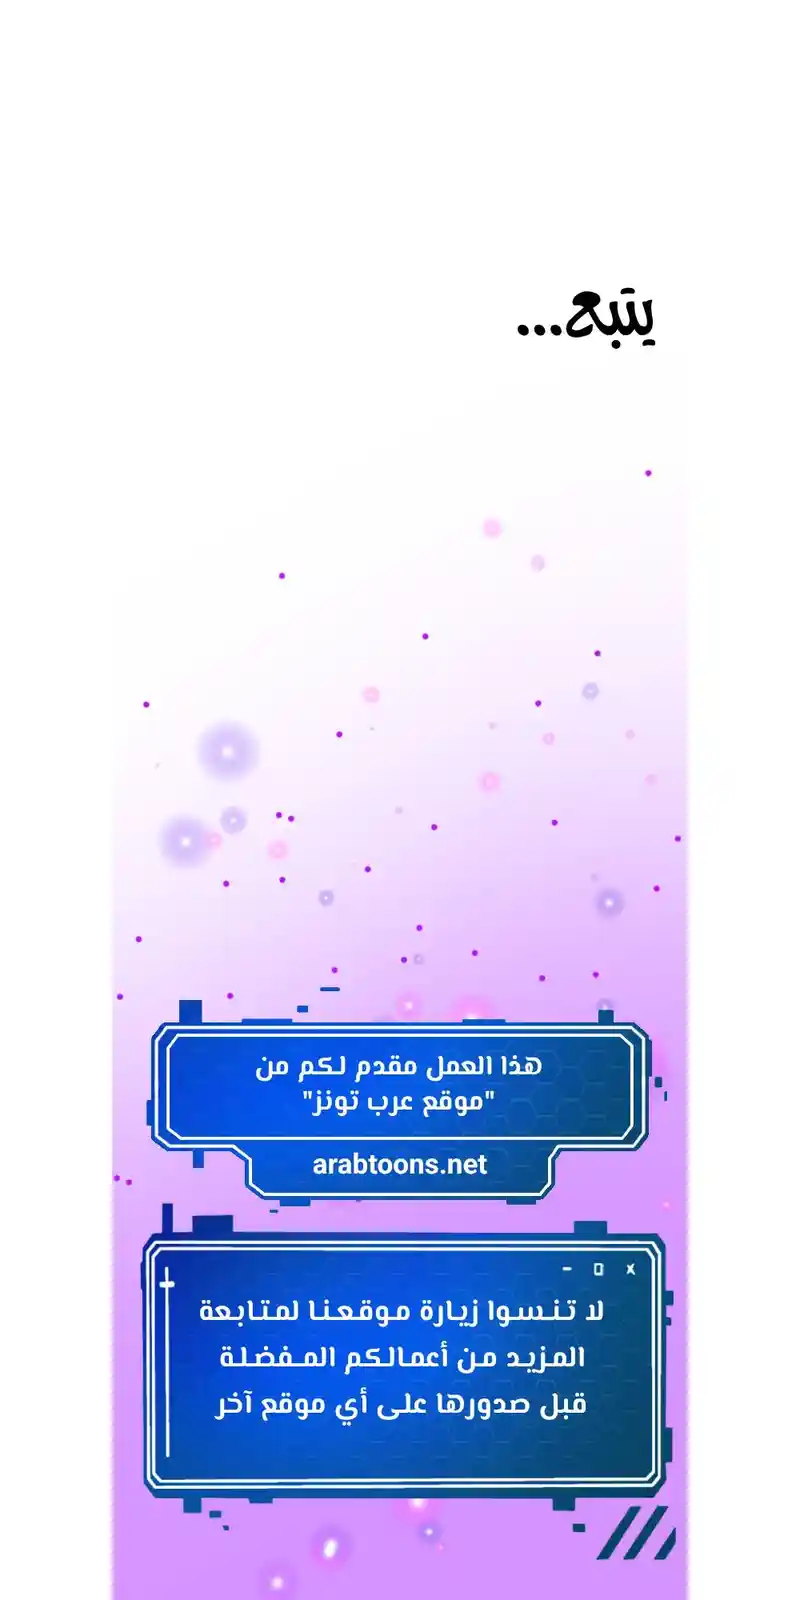 يتبع...
هذا العمل مقدم لكم من
"موقع عرب تونز"
arabtoons.net
لا تنسوا زيارة موقعنا لمتابعة
المزيد من أعمالكم المفضلة
قبل صدورها على أي موقع آخر